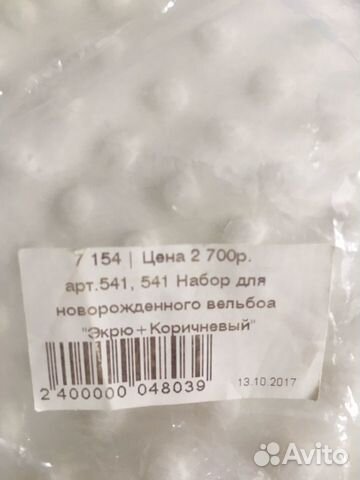 7 154 | Цена 2 700р.
арт.541, 541 Набор для
новорожденного вельбоа
"Экрю+Коричневый"
2 400000 048039
13.10.2017
Avito